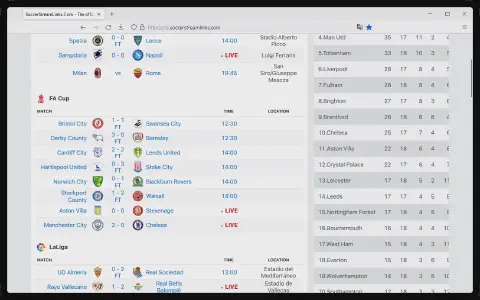 SoccerStreamLinks.Com - The of S
soccerstreamlinks.com
Spezia 0 - 0 FT Lecce 14:00 Stadio Alberto Picco
Sampdoria 0 - 0 Napoli • LIVE Luigi Ferraris
Milan vs Roma 19:45 San Siro/Giuseppe Meazza
FA Cup
MATCH TIME LOCATION
Bristol City 1 - 1 FT Swansea City 12:30
Derby County 3 - 0 FT Barnsley 12:30
Cardiff City 2 - 2 FT Leeds United 14:00
Hartlepool United 0 - 3 FT Stoke City 14:00
Norwich City 0 - 1 FT Blackburn Rovers 14:00
Stockport County 1 - 2 FT Walsall 14:00
Aston Villa 0 - 0 Stevenage • LIVE
Manchester City 2 - 0 Chelsea • LIVE
LaLiga
MATCH TIME LOCATION
UD Almería 0 - 2 FT Real Sociedad 13:00 Estadio del Mediterráneo
Rayo Vallecano 1 - 2 Real Betis Balompié • LIVE Estadio de Vallecas
4.Man Utd 35 17 11 2
5.Tottenham 33 18 10 3
6.Liverpool 28 17 8 4
7.Fulham 28 18 8 4
8.Brighton 27 17 8 3
9.Brentford 26 18 6 8
10.Chelsea 25 17 7 4
11.Aston Villa 22 18 6 4
12.Crystal Palace 22 17 6 4
13.Leicester 17 18 5 2
14.Leeds 17 17 4 5
15.Nottingham Forest 17 18 4 5
16.Bournemouth 16 18 4 4
17.West Ham 15 18 4 3
18.Everton 15 18 3 6
19.Wolverhampton 14 18 3 5
20.Southampton